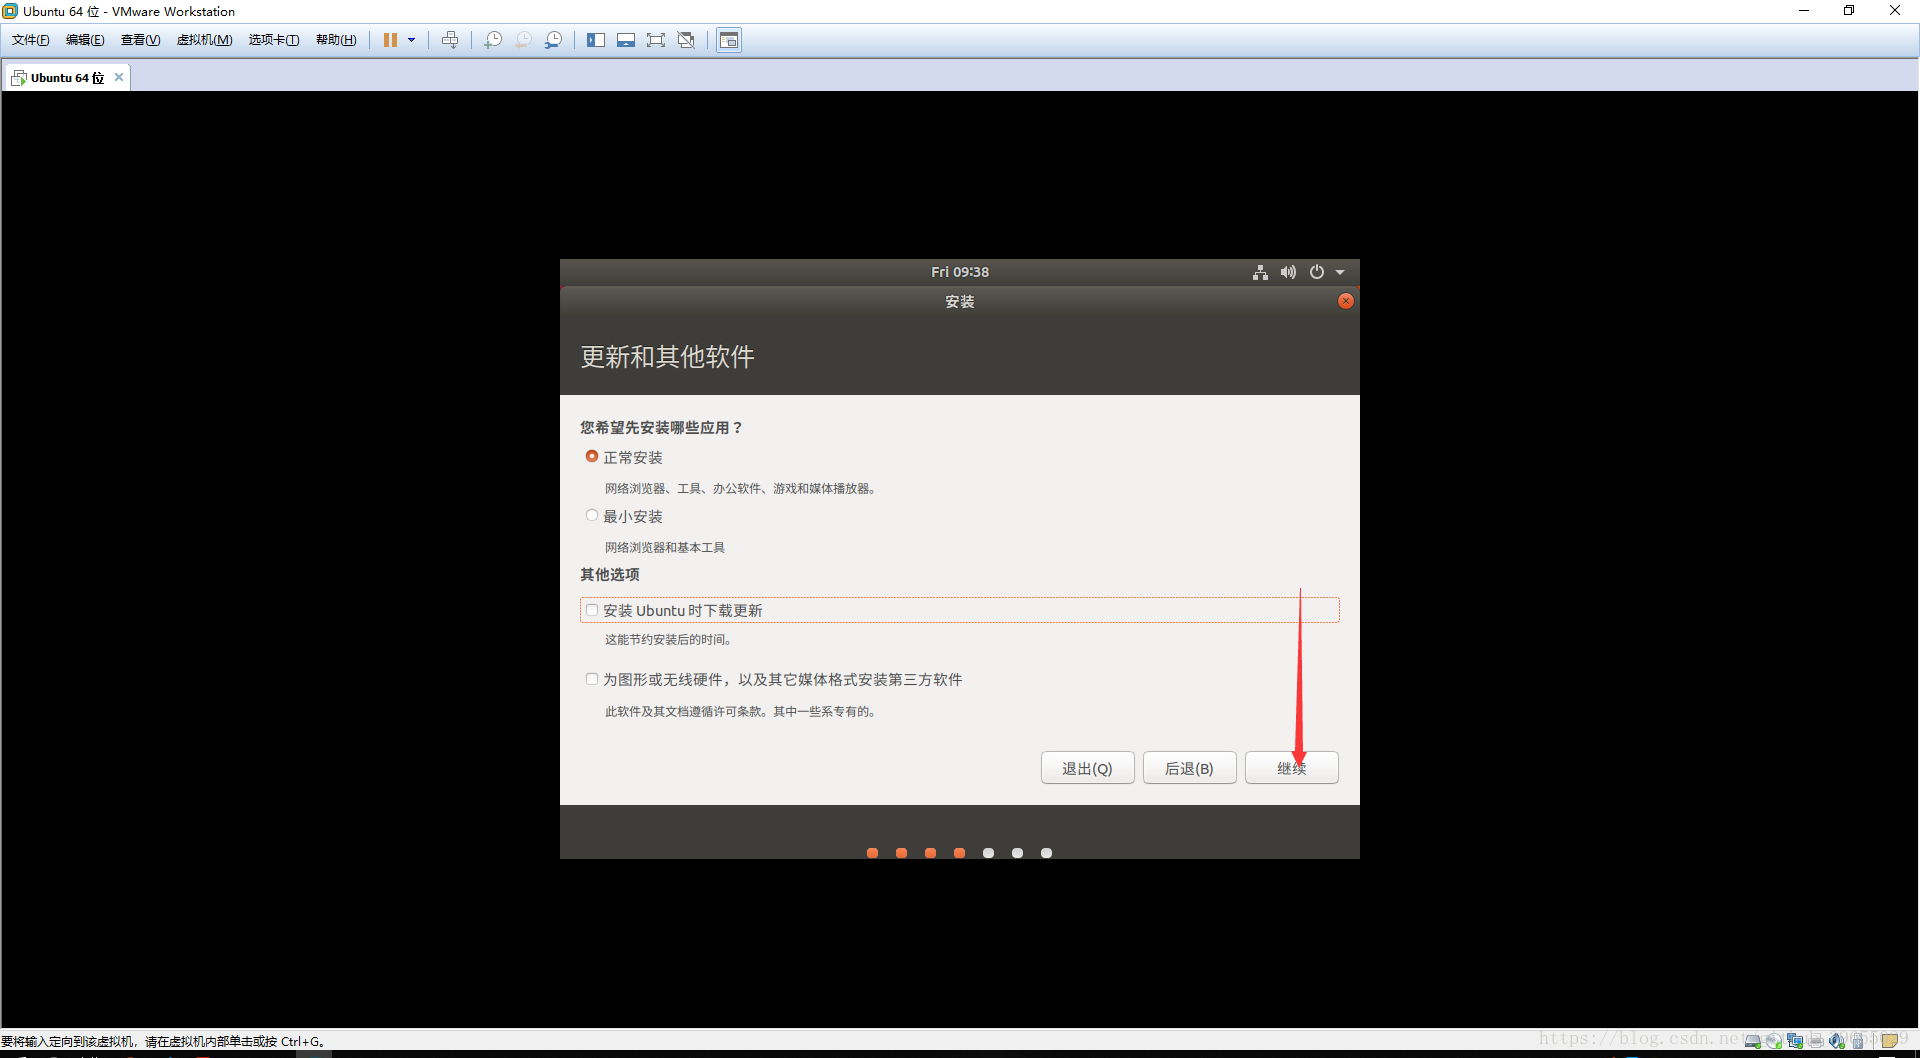 Ubuntu 64 位 - VMware Workstation
文件(F) 编辑(E) 查看(V) 虚拟机(M) 选项卡(T) 帮助(H)
Ubuntu 64 位
Fri 09:38
安装
更新和其他软件
您希望先安装哪些应用？
正常安装
网络浏览器、工具、办公软件、游戏和媒体播放器。
最小安装
网络浏览器和基本工具
其他选项
安装 Ubuntu 时下载更新
这能节约安装后的时间。
为图形或无线硬件，以及其它媒体格式安装第三方软件
此软件及其文档遵循许可条款。其中一些系专有的。
退出(Q) 后退(B) 继续
要将输入定向到该虚拟机，请在虚拟机内部单击或按 Ctrl+G。
https://blog.csdn.net/